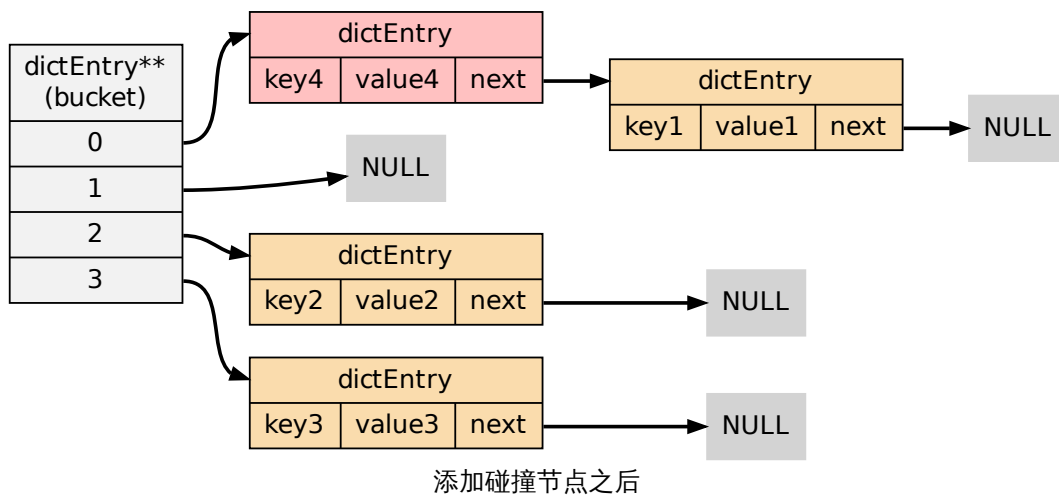 dictEntry**
(bucket)
0
1
2
3
dictEntry
key4 value4 next
dictEntry
key1 value1 next
NULL
NULL
dictEntry
key2 value2 next
NULL
dictEntry
key3 value3 next
NULL
添加碰撞节点之后